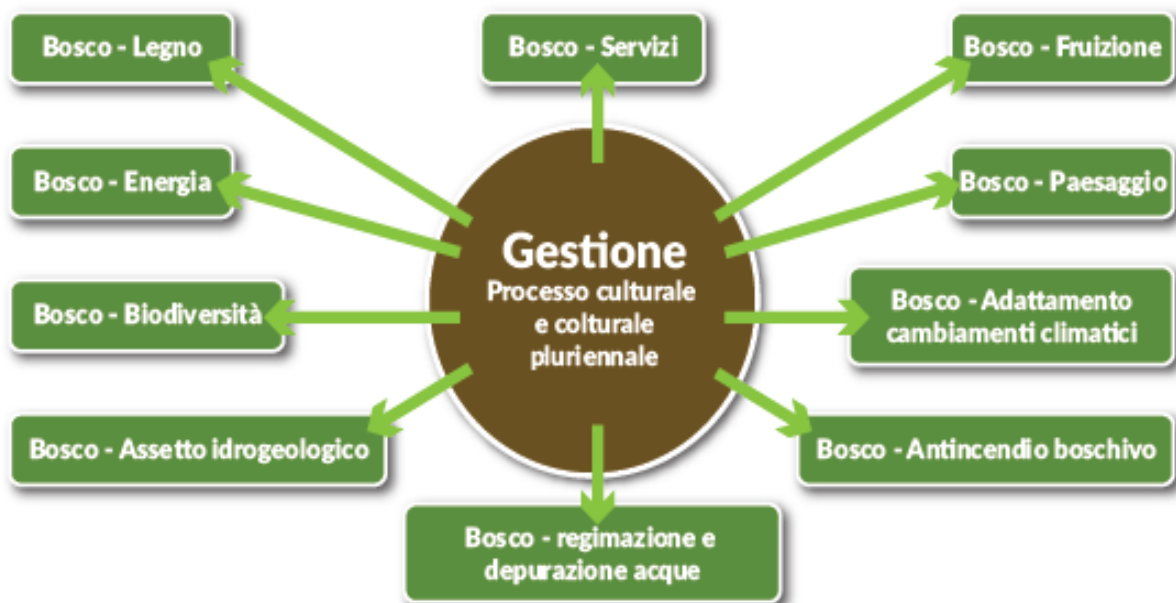 Bosco - Legno
Bosco - Servizi
Bosco - Fruizione
Bosco - Energia
Bosco - Paesaggio
Gestione
Processo culturale
e colturale
pluriennale
Bosco - Biodiversità
Bosco - Adattamento
cambiamenti climatici
Bosco - Assetto idrogeologico
Bosco - Antincendio boschivo
Bosco - regimazione e
depurazione acque